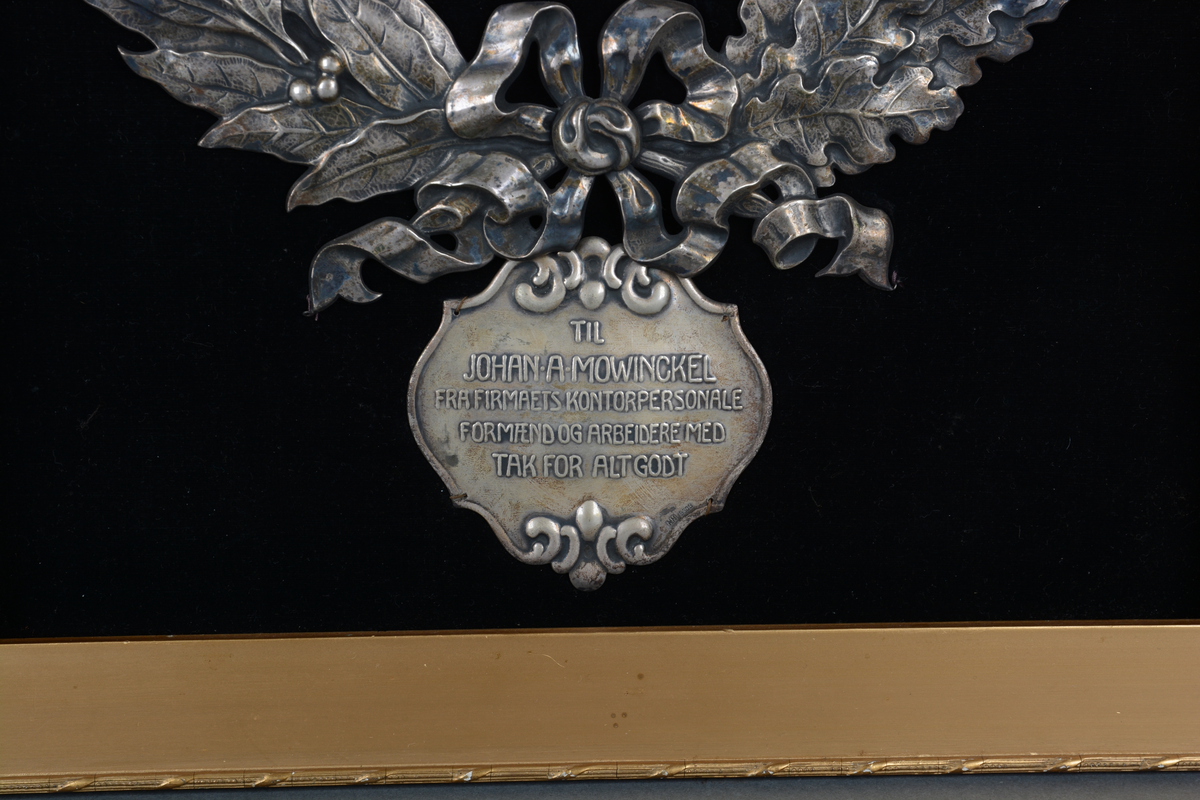 TIL
JOHAN·A·MOWINCKEL
FRA FIRMAETS KONTORPERSONALE
FORMÆND OG ARBEIDERE MED
TAK FOR ALT GODT